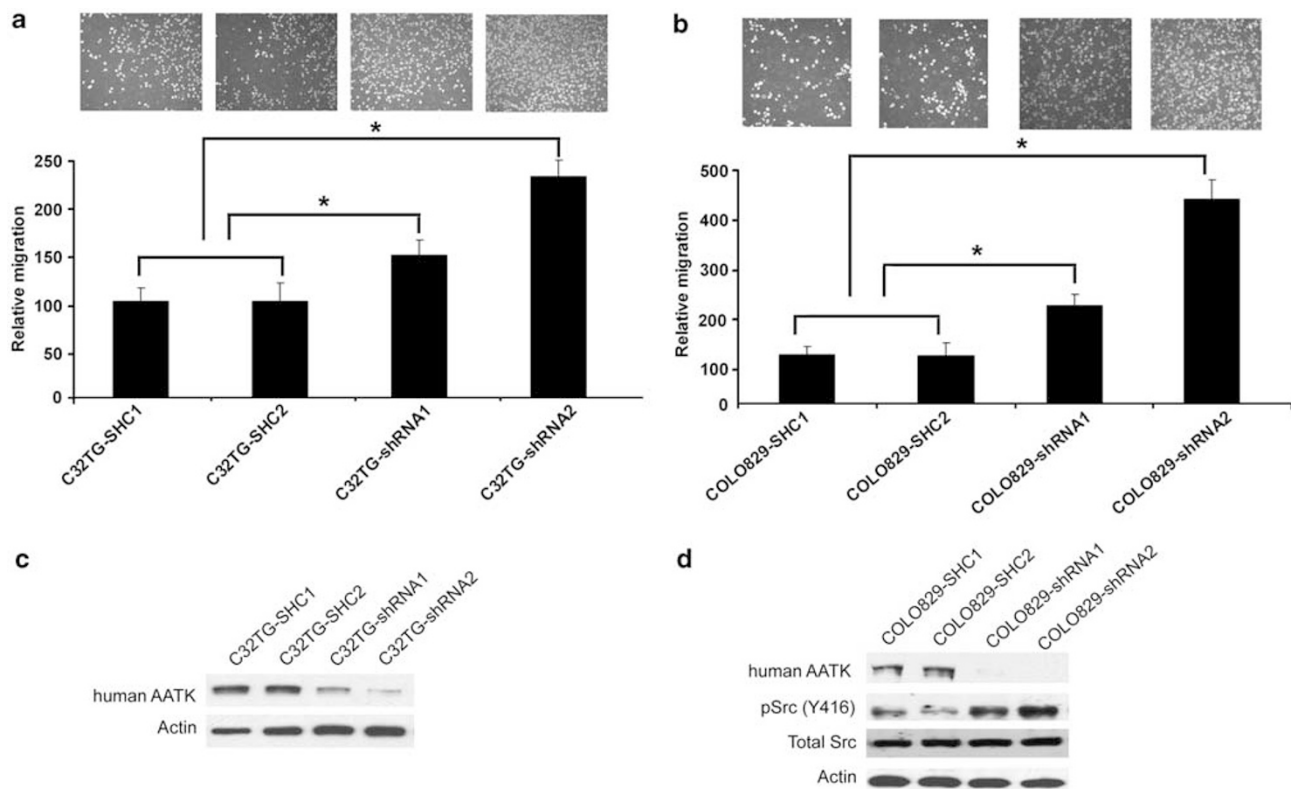 a
*
*
250
200
150
100
50
0
Relative migration
C32TG-SHC1
C32TG-SHC2
C32TG-shRNA1
C32TG-shRNA2
b
*
*
500
400
300
200
100
0
Relative migration
COLO829-SHC1
COLO829-SHC2
COLO829-shRNA1
COLO829-shRNA2
c
C32TG-SHC1
C32TG-SHC2
C32TG-shRNA1
C32TG-shRNA2
human AATK
Actin
d
COLO829-SHC1
COLO829-SHC2
COLO829-shRNA1
COLO829-shRNA2
human AATK
pSrc (Y416)
Total Src
Actin